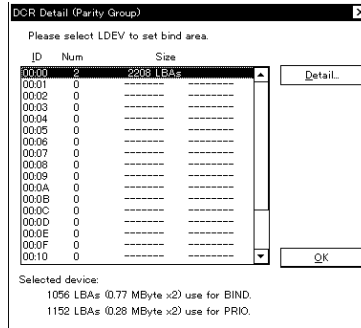 DCR Detail (Parity Group)
Please select LDEV to set bind area.
ID Num Size
00:00 2 2208 LBAs
00:01 0 ------- -------
00:02 0 ------- -------
00:03 0 ------- -------
00:04 0 ------- -------
00:05 0 ------- -------
00:06 0 ------- -------
00:07 0 ------- -------
00:08 0 ------- -------
00:09 0 ------- -------
00:0A 0 ------- -------
00:0B 0 ------- -------
00:0C 0 ------- -------
00:0D 0 ------- -------
00:0E 0 ------- -------
00:0F 0 ------- -------
00:10 0 ------- -------
Detail...
OK
Selected device:
1056 LBAs (0.77 MByte x2) use for BIND.
1152 LBAs (0.28 MByte x2) use for PRIO.